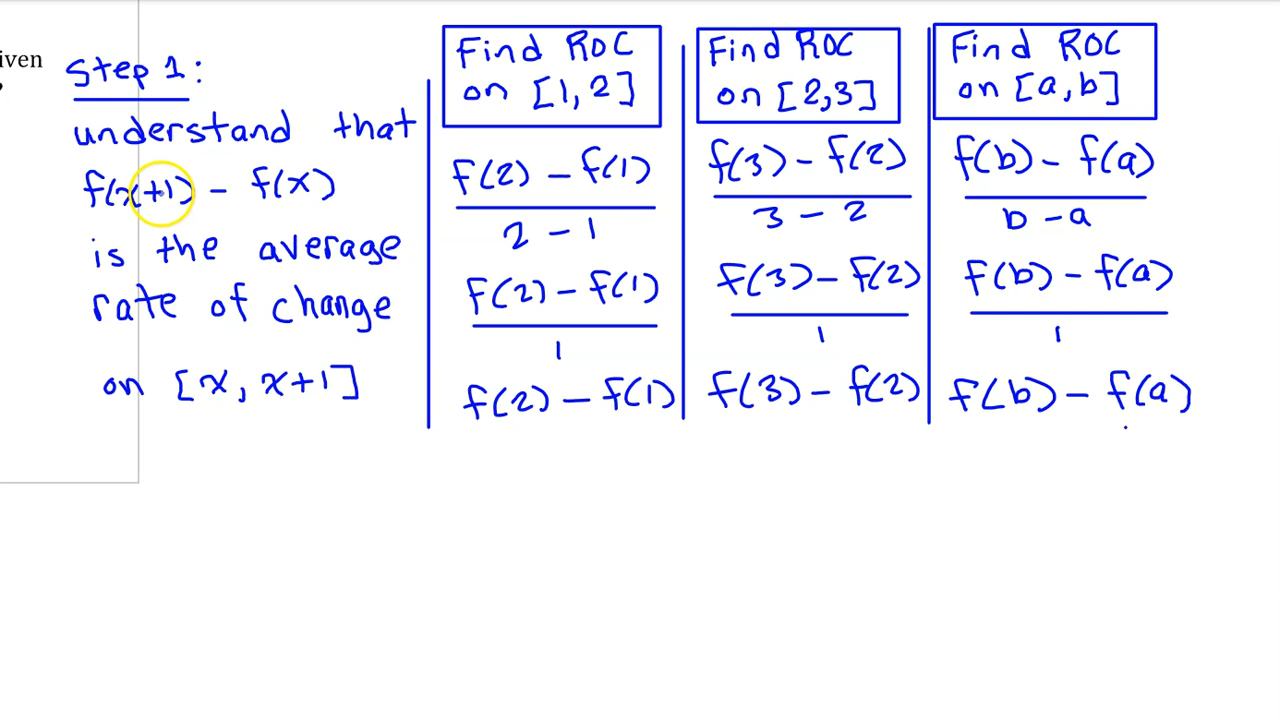 iven
Step 1:
understand that
f(x+1) - f(x)
is the average
rate of change
on [x, x+1]
Find ROC
on [1,2]
f(2) - f(1)
2 - 1
f(2) - f(1)
1
f(2) - f(1)
Find ROC
on [2,3]
f(3) - f(2)
3 - 2
f(3) - f(2)
1
f(3) - f(2)
Find ROC
on [a,b]
f(b) - f(a)
b - a
f(b) - f(a)
1
f(b) - f(a)